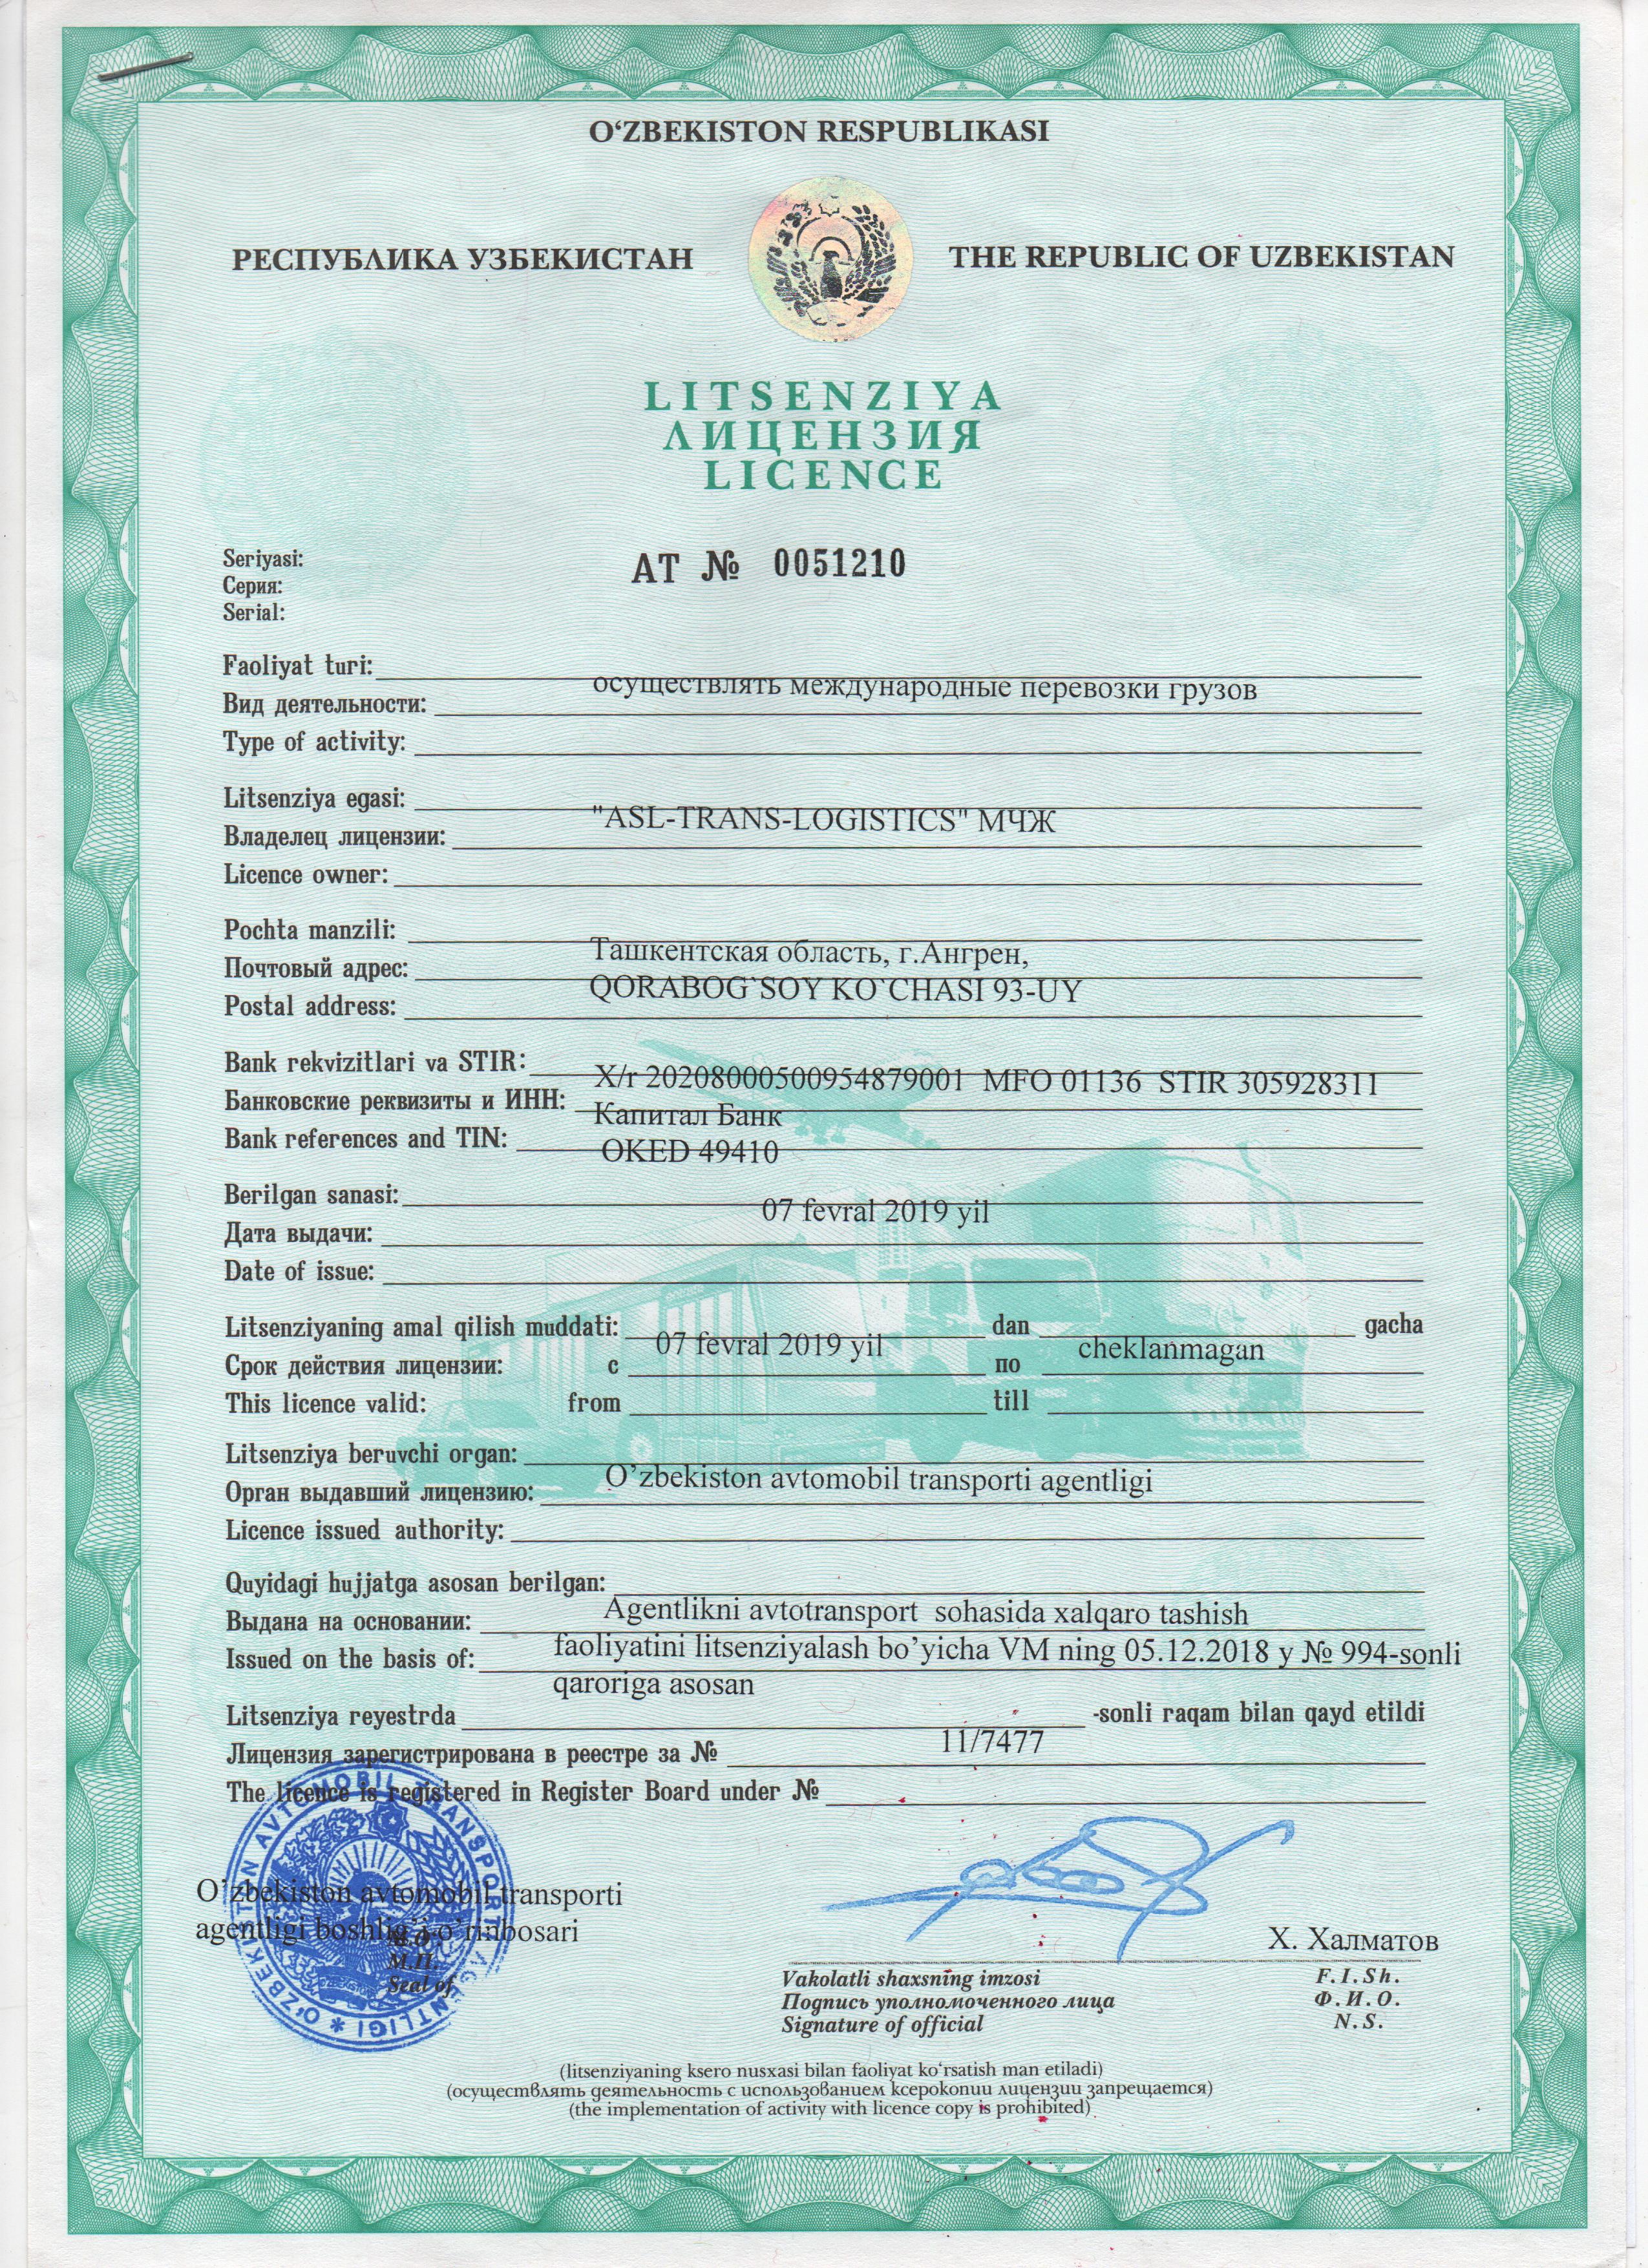 O‘ZBEKISTON RESPUBLIKASI
РЕСПУБЛИКА УЗБЕКИСТАН
THE REPUBLIC OF UZBEKISTAN
LITSENZIYA
ЛИЦЕНЗИЯ
LICENCE
Seriyasi:
Серия:
Serial:
AT № 0051210
Faoliyat turi:
осуществлять международные перевозки грузов
Вид деятельности:
Type of activity:
Litsenziya egasi:
"ASL-TRANS-LOGISTICS" МЧЖ
Владелец лицензии:
Licence owner:
Pochta manzili:
Ташкентская область, г.Ангрен,
Почтовый адрес:
QORABOG`SOY KO`CHASI 93-UY
Postal address:
Bank rekvizitlari va STIR:
X/r 20208000500954879001 MFO 01136 STIR 305928311
Банковские реквизиты и ИНН:
Капитал Банк
Bank references and TIN:
OKED 49410
Berilgan sanasi:
07 fevral 2019 yil
Дата выдачи:
Date of issue:
Litsenziyaning amal qilish muddati: dan gacha
07 fevral 2019 yil cheklanmagan
Срок действия лицензии: с по
This licence valid: from till
Litsenziya beruvchi organ:
O’zbekiston avtomobil transporti agentligi
Орган выдавший лицензию:
Licence issued authority:
Quyidagi hujjatga asosan berilgan:
Agentlikni avtotransport sohasida xalqaro tashish
Выдана на основании:
faoliyatini litsenziyalash bo’yicha VM ning 05.12.2018 y № 994-sonli
Issued on the basis of:
qaroriga asosan
Litsenziya reyestrda -sonli raqam bilan qayd etildi
11/7477
Лицензия зарегистрирована в реестре за №
The licence is registered in Register Board under №
O’zbekiston avtomobil transporti
agentligi boshlig’i o’rinbosari
М.П.
Seal of
O‘ZBEKISTON AVTOMOBIL TRANSPORTI AGENTLIGI
Х. Халматов
Vakolatli shaxsning imzosi
F.I.Sh.
Подпись уполномоченного лица
Ф.И.О.
Signature of official
N.S.
(litsenziyaning ksero nusxasi bilan faoliyat ko‘rsatish man etiladi)
(осуществлять деятельность с использованием ксерокопии лицензии запрещается)
(the implementation of activity with licence copy is prohibited)